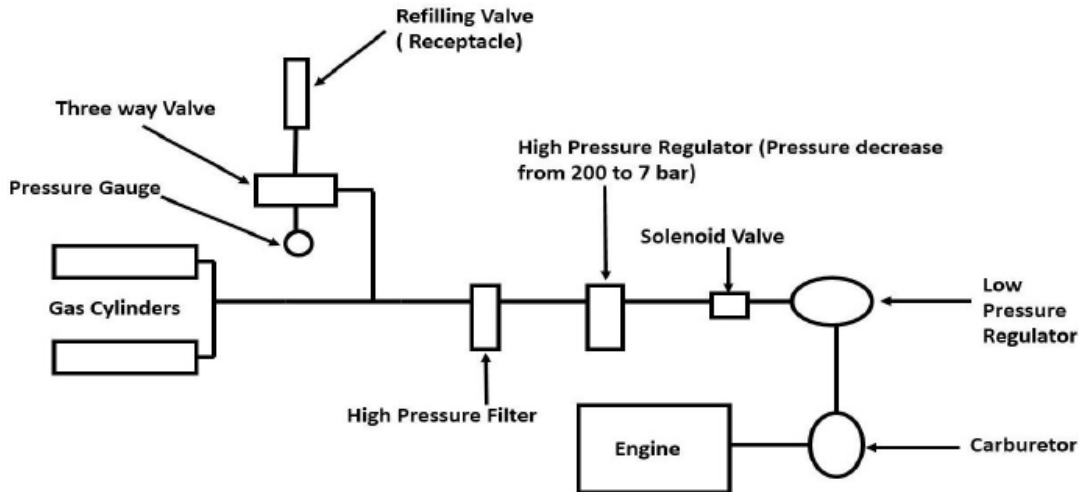 Refilling Valve
( Receptacle)
Three way Valve
High Pressure Regulator (Pressure decrease
from 200 to 7 bar)
Pressure Gauge
Solenoid Valve
Gas Cylinders
Low
Pressure
Regulator
High Pressure Filter
Engine
Carburetor